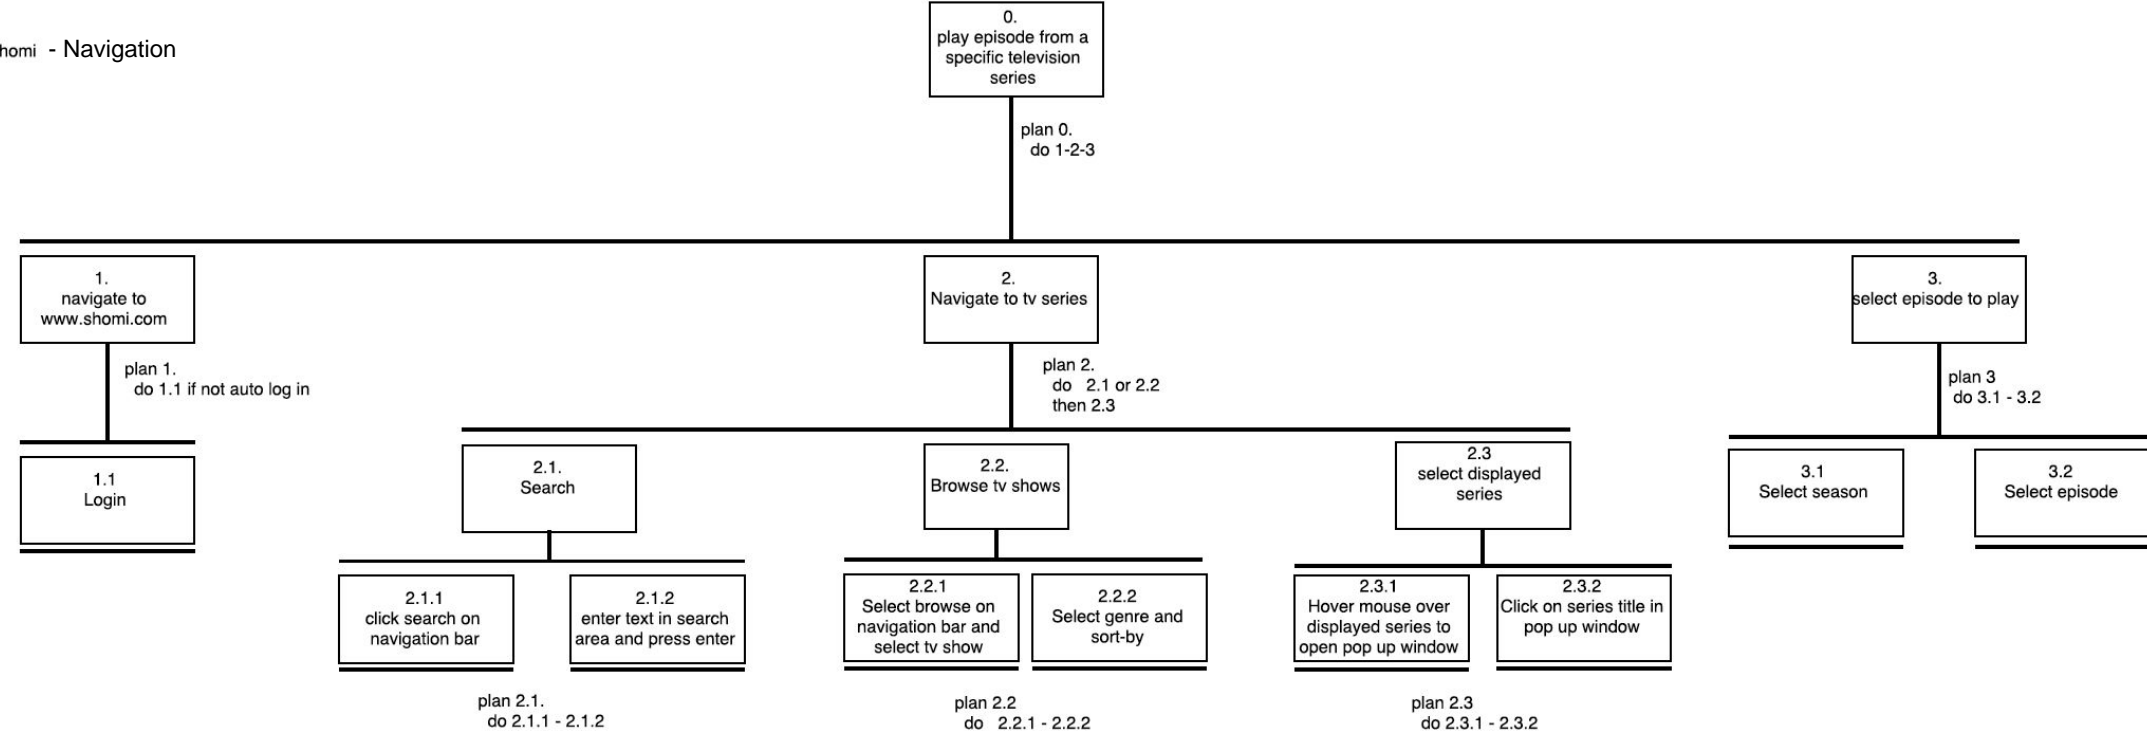 homi - Navigation
0.
play episode from a
specific television
series
plan 0.
do 1-2-3
1.
navigate to
www.shomi.com
2.
Navigate to tv series
3.
select episode to play
plan 1.
do 1.1 if not auto log in
plan 2.
do 2.1 or 2.2
then 2.3
plan 3
do 3.1 - 3.2
1.1
Login
2.1.
Search
2.2.
Browse tv shows
2.3
select displayed
series
3.1
Select season
3.2
Select episode
2.1.1
click search on
navigation bar
2.1.2
enter text in search
area and press enter
2.2.1
Select browse on
navigation bar and
select tv show
2.2.2
Select genre and
sort-by
2.3.1
Hover mouse over
displayed series to
open pop up window
2.3.2
Click on series title in
pop up window
plan 2.1.
do 2.1.1 - 2.1.2
plan 2.2
do 2.2.1 - 2.2.2
plan 2.3
do 2.3.1 - 2.3.2